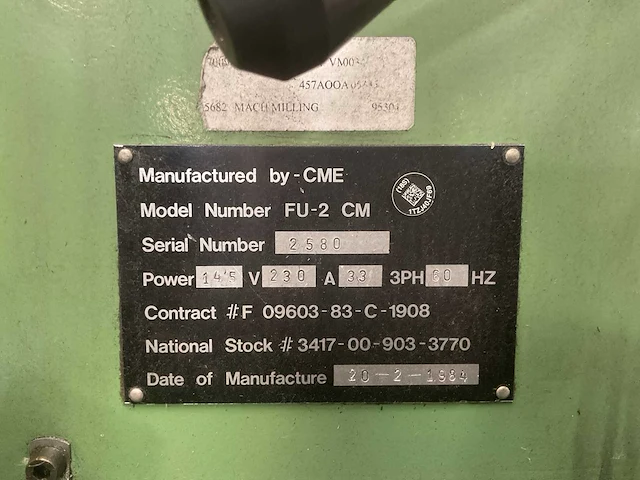 VM00
457AOOA
5682 MACH MILLING 95304
Manufactured by - CME
Model Number FU-2 CM
Serial Number 2580
Power 14'5 V 230 A 33 3PH 60 HZ
Contract #F 09603-83-C-1908
National Stock # 3417-00-903-3770
Date of Manufacture 20-2-1984